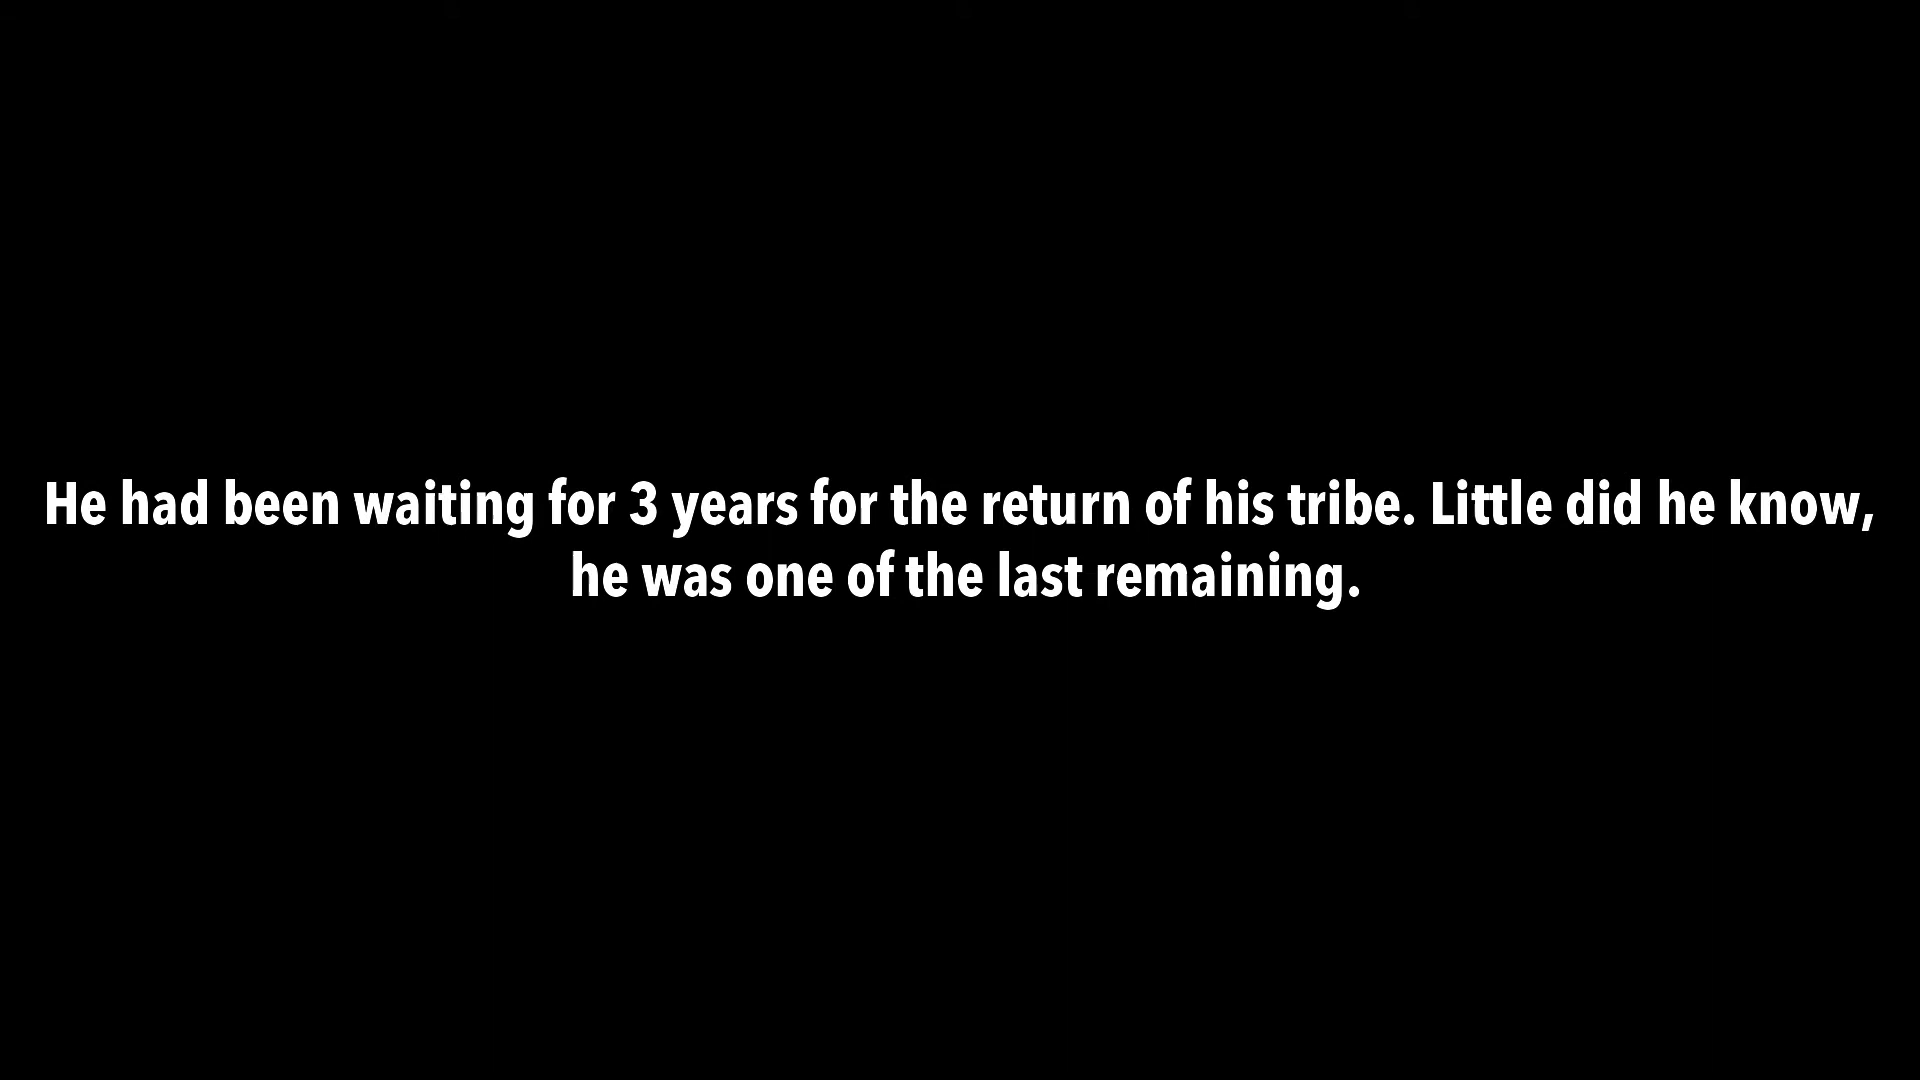 He had been waiting for 3 years for the return of his tribe. Little did he know,
he was one of the last remaining.